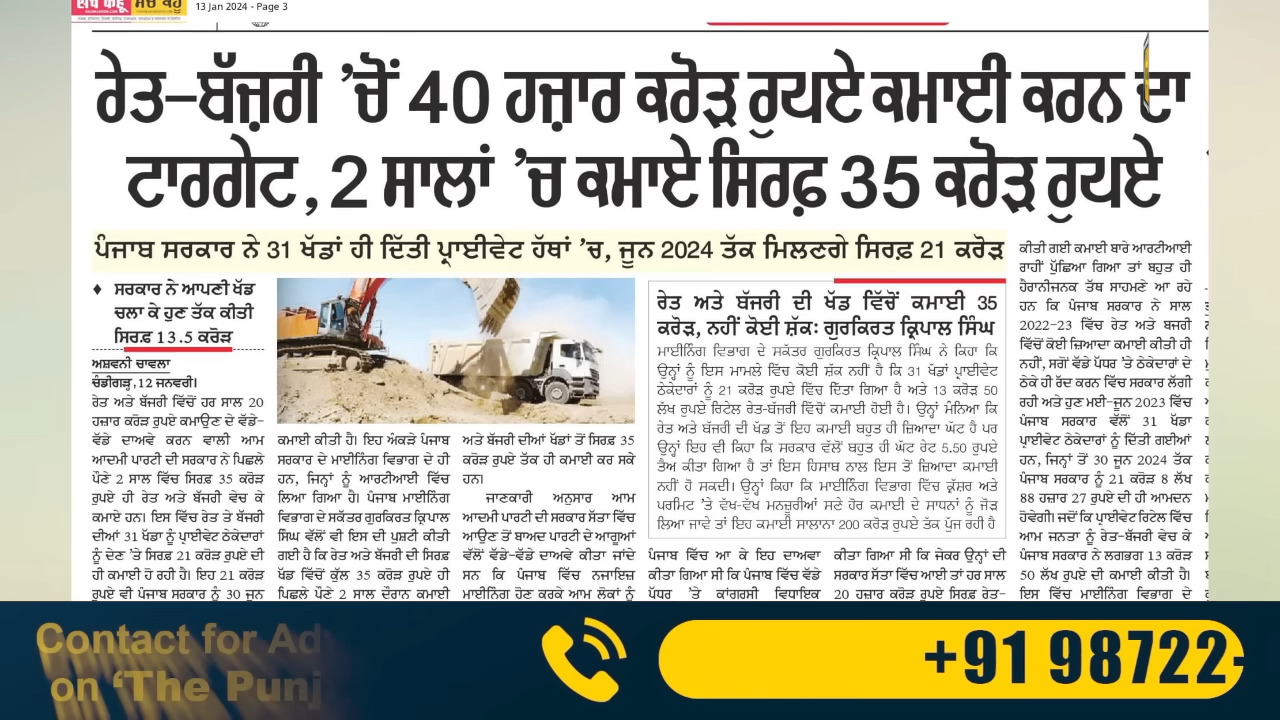 ਸੱਚ ਕਹੂੰ
ਸੱਚ ਕਹੂੰ
13 Jan 2024 - Page 3
ਰੇਤ-ਬੱਜ਼ਰੀ ’ਚੋਂ 40 ਹਜ਼ਾਰ ਕਰੋੜ ਰੁਪਏ ਕਮਾਈ ਕਰਨ ਦਾ
ਟਾਰਗੇਟ, 2 ਸਾਲਾਂ ’ਚ ਕਮਾਏ ਸਿਰਫ਼ 35 ਕਰੋੜ ਰੁਪਏ
ਪੰਜਾਬ ਸਰਕਾਰ ਨੇ 31 ਖੱਡਾਂ ਹੀ ਦਿੱਤੀ ਪ੍ਰਾਈਵੇਟ ਹੱਥਾਂ ’ਚ, ਜੂਨ 2024 ਤੱਕ ਮਿਲਣਗੇ ਸਿਰਫ਼ 21 ਕਰੋੜ
♦ ਸਰਕਾਰ ਨੇ ਆਪਣੀ ਖੱਡ
ਚਲਾ ਕੇ ਹੁਣ ਤੱਕ ਕੀਤੀ
ਸਿਰਫ਼ 13.5 ਕਰੋੜ
ਅਸ਼ਵਨੀ ਚਾਵਲਾ
ਚੰਡੀਗੜ੍ਹ, 12 ਜਨਵਰੀ।
ਰੇਤ ਅਤੇ ਬੱਜਰੀ ਵਿੱਚੋਂ ਹਰ ਸਾਲ 20
ਹਜ਼ਾਰ ਕਰੋੜ ਰੁਪਏ ਕਮਾਉਣ ਦੇ ਵੱਡੇ-
ਵੱਡੇ ਦਾਅਵੇ ਕਰਨ ਵਾਲੀ ਆਮ
ਆਦਮੀ ਪਾਰਟੀ ਦੀ ਸਰਕਾਰ ਨੇ ਪਿਛਲੇ
ਪੌਣੇ 2 ਸਾਲ ਵਿੱਚ ਸਿਰਫ਼ 35 ਕਰੋੜ
ਰੁਪਏ ਹੀ ਰੇਤ ਅਤੇ ਬੱਜਰੀ ਵੇਚ ਕੇ
ਕਮਾਏ ਹਨ। ਇਸ ਵਿੱਚ ਰੇਤ ਤੇ ਬੱਜਰੀ
ਦੀਆਂ 31 ਖੱਡਾ ਨੂੰ ਪ੍ਰਾਵੇਟ ਠੇਕੇਦਾਰਾਂ
ਨੂੰ ਦੇਣ ’ਤੇ ਸਿਰਫ਼ 21 ਕਰੋੜ ਰੁਪਏ ਦੀ
ਹੀ ਕਮਾਈ ਹੋ ਰਹੀ ਹੈ। ਇਹ 21 ਕਰੋੜ
ਰੁਪਏ ਵੀ ਪੰਜਾਬ ਸਰਕਾਰ ਨੂੰ 30 ਜੂਨ
ਕਮਾਈ ਕੀਤੀ ਹੈ। ਇਹ ਅੰਕੜੇ ਪੰਜਾਬ
ਸਰਕਾਰ ਦੇ ਮਾਈਨਿੰਗ ਵਿਭਾਗ ਦੇ ਹੀ
ਹਨ, ਜਿਨ੍ਹਾਂ ਨੂੰ ਆਰਟੀਆਈ ਵਿੱਚ
ਲਿਆ ਗਿਆ ਹੈ। ਪੰਜਾਬ ਮਾਈਨਿੰਗ
ਵਿਭਾਗ ਦੇ ਸਕੱਤਰ ਗੁਰਕਿਰਤ ਕ੍ਰਿਪਾਲ
ਸਿੰਘ ਵੱਲੋਂ ਵੀ ਇਸ ਦੀ ਪੁਸ਼ਟੀ ਕੀਤੀ
ਗਈ ਹੈ ਕਿ ਰੇਤ ਅਤੇ ਬੱਜਰੀ ਦੀ ਸਿਰਫ਼
ਖੱਡ ਵਿੱਚੋਂ ਕੁੱਲ 35 ਕਰੋੜ ਰੁਪਏ ਹੀ
ਪਿਛਲੇ ਪੌਣੇ 2 ਸਾਲ ਦੌਰਾਨ ਕਮਾਈ
ਅਤੇ ਬੱਜਰੀ ਦੀਆਂ ਖੱਡਾਂ ਤੋਂ ਸਿਰਫ਼ 35
ਕਰੋੜ ਰੁਪਏ ਤੱਕ ਹੀ ਕਮਾਈ ਕਰ ਸਕੇ
ਹਨ।
ਜਾਣਕਾਰੀ ਅਨੁਸਾਰ ਆਮ
ਆਦਮੀ ਪਾਰਟੀ ਦੀ ਸਰਕਾਰ ਸੱਤਾ ਵਿੱਚ
ਆਉਣ ਤੋਂ ਬਾਅਦ ਪਾਰਟੀ ਦੇ ਆਗੂਆਂ
ਵੱਲੋਂ ਵੱਡੇ-ਵੱਡੇ ਦਾਅਵੇ ਕੀਤਾ ਜਾਂਦੇ
ਸਨ ਕਿ ਪੰਜਾਬ ਵਿੱਚ ਨਜਾਇਜ਼
ਮਾਈਨਿੰਗ ਹੋਣ ਕਰਕੇ ਆਮ ਲੋਕਾਂ ਨੂੰ
ਰੇਤ ਅਤੇ ਬੱਜਰੀ ਦੀ ਖੱਡ ਵਿੱਚੋਂ ਕਮਾਈ 35
ਕਰੋੜ, ਨਹੀਂ ਕੋਈ ਸ਼ੱਕ: ਗੁਰਕਿਰਤ ਕ੍ਰਿਪਾਲ ਸਿੰਘ
ਮਾਈਨਿੰਗ ਵਿਭਾਗ ਦੇ ਸਕੱਤਰ ਗੁਰਕਿਰਤ ਕ੍ਰਿਪਾਲ ਸਿੰਘ ਨੇ ਕਿਹਾ ਕਿ
ਉਨ੍ਹਾਂ ਨੂੰ ਇਸ ਮਾਮਲੇ ਵਿੱਚ ਕੋਈ ਸ਼ੱਕ ਨਹੀਂ ਹੈ ਕਿ 31 ਖੱਡਾਂ ਪ੍ਰਾਈਵੇਟ
ਠੇਕੇਦਾਰਾਂ ਨੂੰ 21 ਕਰੋੜ ਰੁਪਏ ਵਿੱਚ ਦਿੱਤਾ ਗਿਆ ਹੈ ਅਤੇ 13 ਕਰੋੜ 50
ਲੱਖ ਰੁਪਏ ਰਿਟੇਲ ਰੇਤ-ਬੱਜਰੀ ਵਿੱਚੋਂ ਕਮਾਈ ਹੋਈ ਹੈ। ਉਨ੍ਹਾਂ ਮੰਨਿਆ ਕਿ
ਰੇਤ ਅਤੇ ਬੱਜਰੀ ਦੀ ਖੱਡ ਤੋਂ ਇਹ ਕਮਾਈ ਬਹੁਤ ਹੀ ਜ਼ਿਆਦਾ ਘੱਟ ਹੈ ਪਰ
ਉਨ੍ਹਾਂ ਇਹ ਵੀ ਕਿਹਾ ਕਿ ਸਰਕਾਰ ਵੱਲੋਂ ਬਹੁਤ ਹੀ ਘੱਟ ਰੇਟ 5.50 ਰੁਪਏ
ਤੈਅ ਕੀਤਾ ਗਿਆ ਹੈ ਤਾਂ ਇਸ ਹਿਸਾਬ ਨਾਲ ਇਸ ਤੋਂ ਜ਼ਿਆਦਾ ਕਮਾਈ
ਨਹੀਂ ਹੋ ਸਕਦੀ। ਉਨ੍ਹਾਂ ਕਿਹਾ ਕਿ ਮਾਈਨਿੰਗ ਵਿਭਾਗ ਵਿੱਚ ਕ੍ਰੱਸ਼ਰ ਅਤੇ
ਪਰਮਿਟ ’ਤੇ ਵੱਖ-ਵੱਖ ਮਨਜ਼ੂਰੀਆਂ ਸਣੇ ਹੋਰ ਕਮਾਈ ਦੇ ਸਾਧਨਾਂ ਨੂੰ ਜੋੜ
ਲਿਆ ਜਾਵੇ ਤਾਂ ਇਹ ਕਮਾਈ ਸਾਲਾਨਾ 200 ਕਰੋੜ ਰੁਪਏ ਤੱਕ ਪੁੱਜ ਰਹੀ ਹੈ
ਪੰਜਾਬ ਵਿੱਚ ਆ ਕੇ ਇਹ ਦਾਅਵਾ
ਕੀਤਾ ਗਿਆ ਸੀ ਕਿ ਪੰਜਾਬ ਵਿੱਚ ਵੱਡੇ
ਪੱਧਰ ’ਤੇ ਕਾਂਗਰਸੀ ਵਿਧਾਇਕ
ਕੀਤਾ ਗਿਆ ਸੀ ਕਿ ਜੇਕਰ ਉਨ੍ਹਾਂ ਦੀ
ਸਰਕਾਰ ਸੱਤਾ ਵਿੱਚ ਆਈ ਤਾਂ ਹਰ ਸਾਲ
20 ਹਜ਼ਾਰ ਕਰੋੜ ਰੁਪਏ ਸਿਰਫ਼ ਰੇਤ-
ਕੀਤੀ ਗਈ ਕਮਾਈ ਬਾਰੇ ਆਰਟੀਆਈ
ਰਾਹੀਂ ਪੁੱਛਿਆ ਗਿਆ ਤਾਂ ਬਹੁਤ ਹੀ
ਹੈਰਾਨੀਜਨਕ ਤੱਥ ਸਾਹਮਣੇ ਆ ਰਹੇ
ਹਨ ਕਿ ਪੰਜਾਬ ਸਰਕਾਰ ਨੇ ਸਾਲ
2022-23 ਵਿੱਚ ਰੇਤ ਅਤੇ ਬਜਰੀ
ਵਿੱਚੋਂ ਕੋਈ ਜ਼ਿਆਦਾ ਕਮਾਈ ਕੀਤੀ ਹੀ
ਨਹੀਂ, ਸਗੋਂ ਵੱਡੇ ਪੱਧਰ ’ਤੇ ਠੇਕੇਦਾਰਾਂ ਦੇ
ਠੇਕੇ ਹੀ ਰੱਦ ਕਰਨ ਵਿੱਚ ਸਰਕਾਰ ਲੱਗੀ
ਰਹੀ ਅਤੇ ਹੁਣ ਮਈ-ਜੂਨ 2023 ਵਿੱਚ
ਪੰਜਾਬ ਸਰਕਾਰ ਵੱਲੋਂ 31 ਖੱਡਾ
ਪ੍ਰਾਈਵੇਟ ਠੇਕੇਦਾਰਾਂ ਨੂੰ ਦਿੱਤੀ ਗਈਆਂ
ਹਨ, ਜਿਨ੍ਹਾਂ ਤੋਂ 30 ਜੂਨ 2024 ਤੱਕ
ਪੰਜਾਬ ਸਰਕਾਰ ਨੂੰ 21 ਕਰੋੜ 8 ਲੱਖ
88 ਹਜ਼ਾਰ 27 ਰੁਪਏ ਦੀ ਹੀ ਆਮਦਨ
ਹੋਵੇਗੀ। ਜਦੋਂ ਕਿ ਪ੍ਰਾਈਵੇਟ ਰਿਟੇਲ ਵਿੱਚ
ਆਮ ਜਨਤਾ ਨੂੰ ਰੇਤ-ਬੱਜਰੀ ਵੇਚ ਕੇ
ਪੰਜਾਬ ਸਰਕਾਰ ਨੇ ਲਗਭਗ 13 ਕਰੋੜ
50 ਲੱਖ ਰੁਪਏ ਦੀ ਕਮਾਈ ਕੀਤੀ ਹੈ।
ਇਸ ਵਿੱਚ ਮਾਈਨਿੰਗ ਵਿਭਾਗ ਦੇ
Contact for Ad
on ‘The Punj
+91 98722-